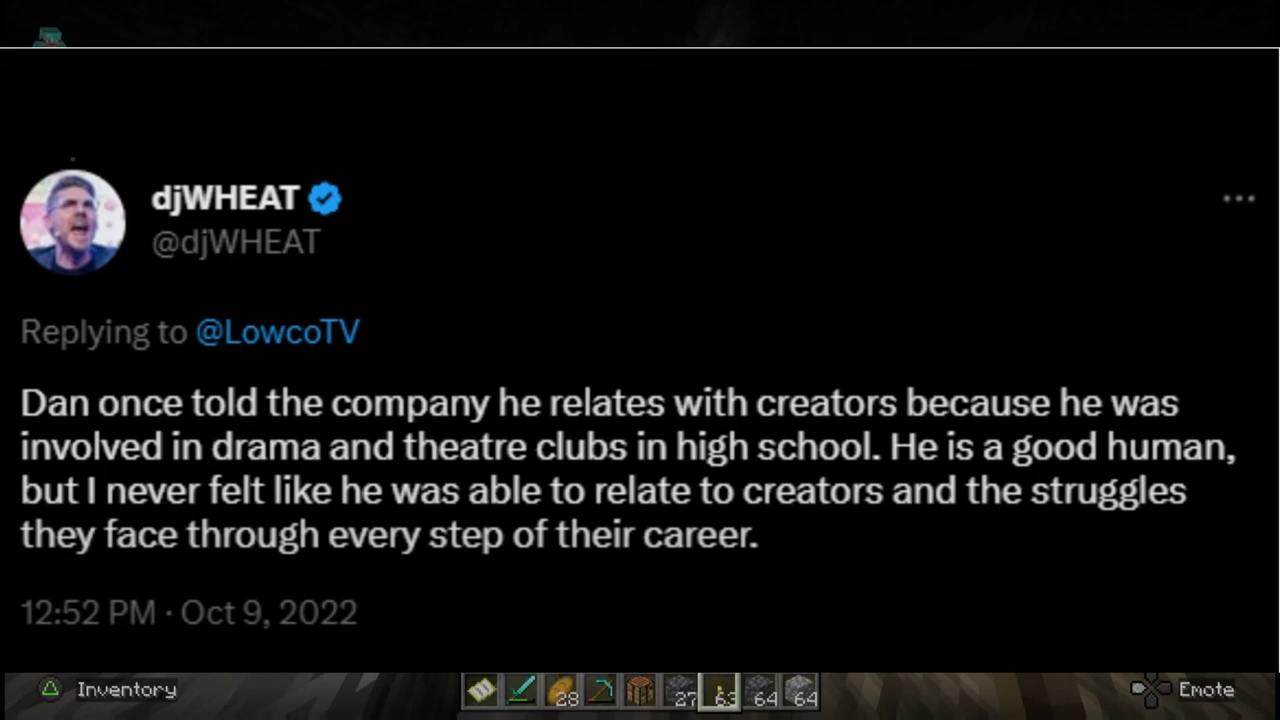 djWHEAT
@djWHEAT
Replying to @LowcoTV
Dan once told the company he relates with creators because he was
involved in drama and theatre clubs in high school. He is a good human,
but I never felt like he was able to relate to creators and the struggles
they face through every step of their career.
12:52 PM · Oct 9, 2022
Inventory 28 27 63 64 64 Emote